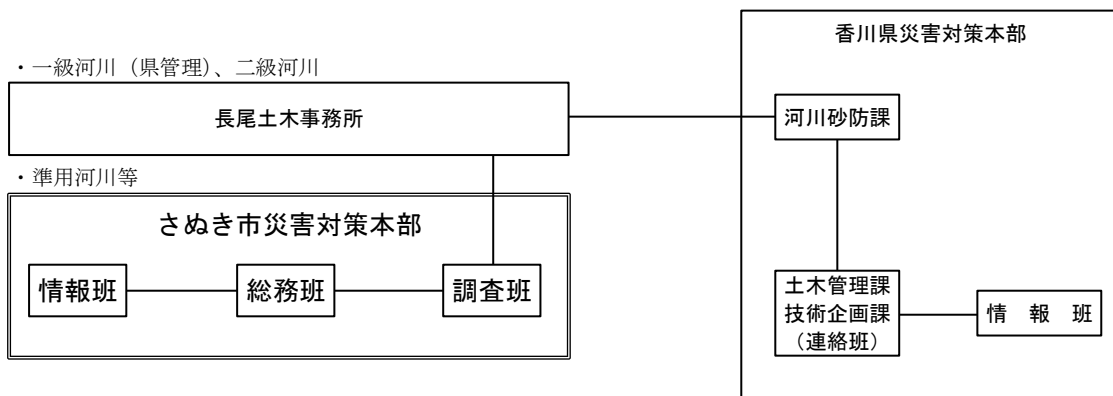 香川県災害対策本部
・一級河川（県管理）、二級河川
長尾土木事務所
河川砂防課
・準用河川等
さぬき市災害対策本部
情報班
総務班
調査班
土木管理課
技術企画課
（連絡班）
情　報　班